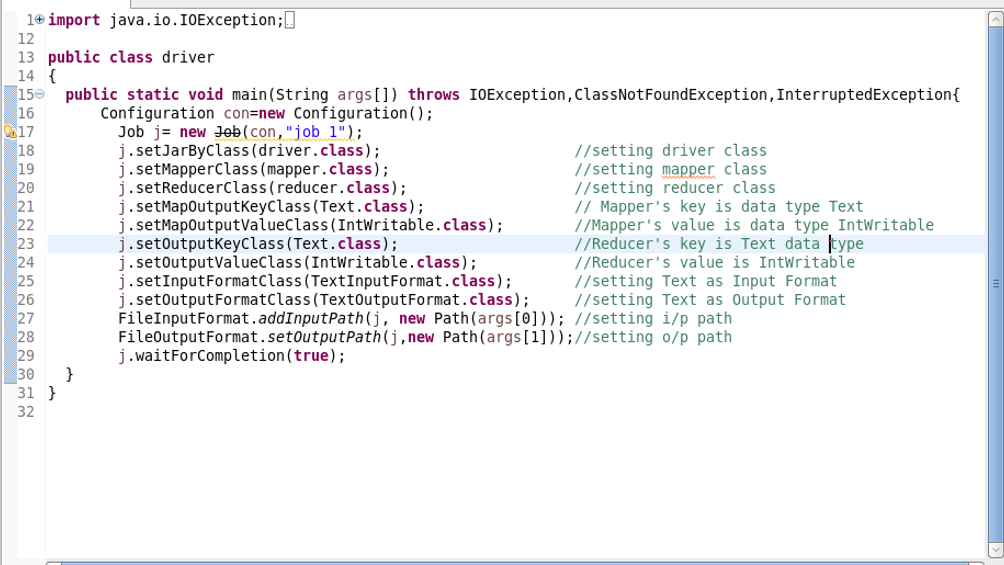 1 import java.io.IOException;
12
13 public class driver
14 {
15 public static void main(String args[]) throws IOException,ClassNotFoundException,InterruptedException{
16 Configuration con=new Configuration();
17 Job j= new Job(con,"job 1");
18 j.setJarByClass(driver.class); //setting driver class
19 j.setMapperClass(mapper.class); //setting mapper class
20 j.setReducerClass(reducer.class); //setting reducer class
21 j.setMapOutputKeyClass(Text.class); // Mapper's key is data type Text
22 j.setMapOutputValueClass(IntWritable.class); //Mapper's value is data type IntWritable
23 j.setOutputKeyClass(Text.class); //Reducer's key is Text data type
24 j.setOutputValueClass(IntWritable.class); //Reducer's value is IntWritable
25 j.setInputFormatClass(TextInputFormat.class); //setting Text as Input Format
26 j.setOutputFormatClass(TextOutputFormat.class); //setting Text as Output Format
27 FileInputFormat.addInputPath(j, new Path(args[0])); //setting i/p path
28 FileOutputFormat.setOutputPath(j,new Path(args[1]));//setting o/p path
29 j.waitForCompletion(true);
30 }
31 }
32